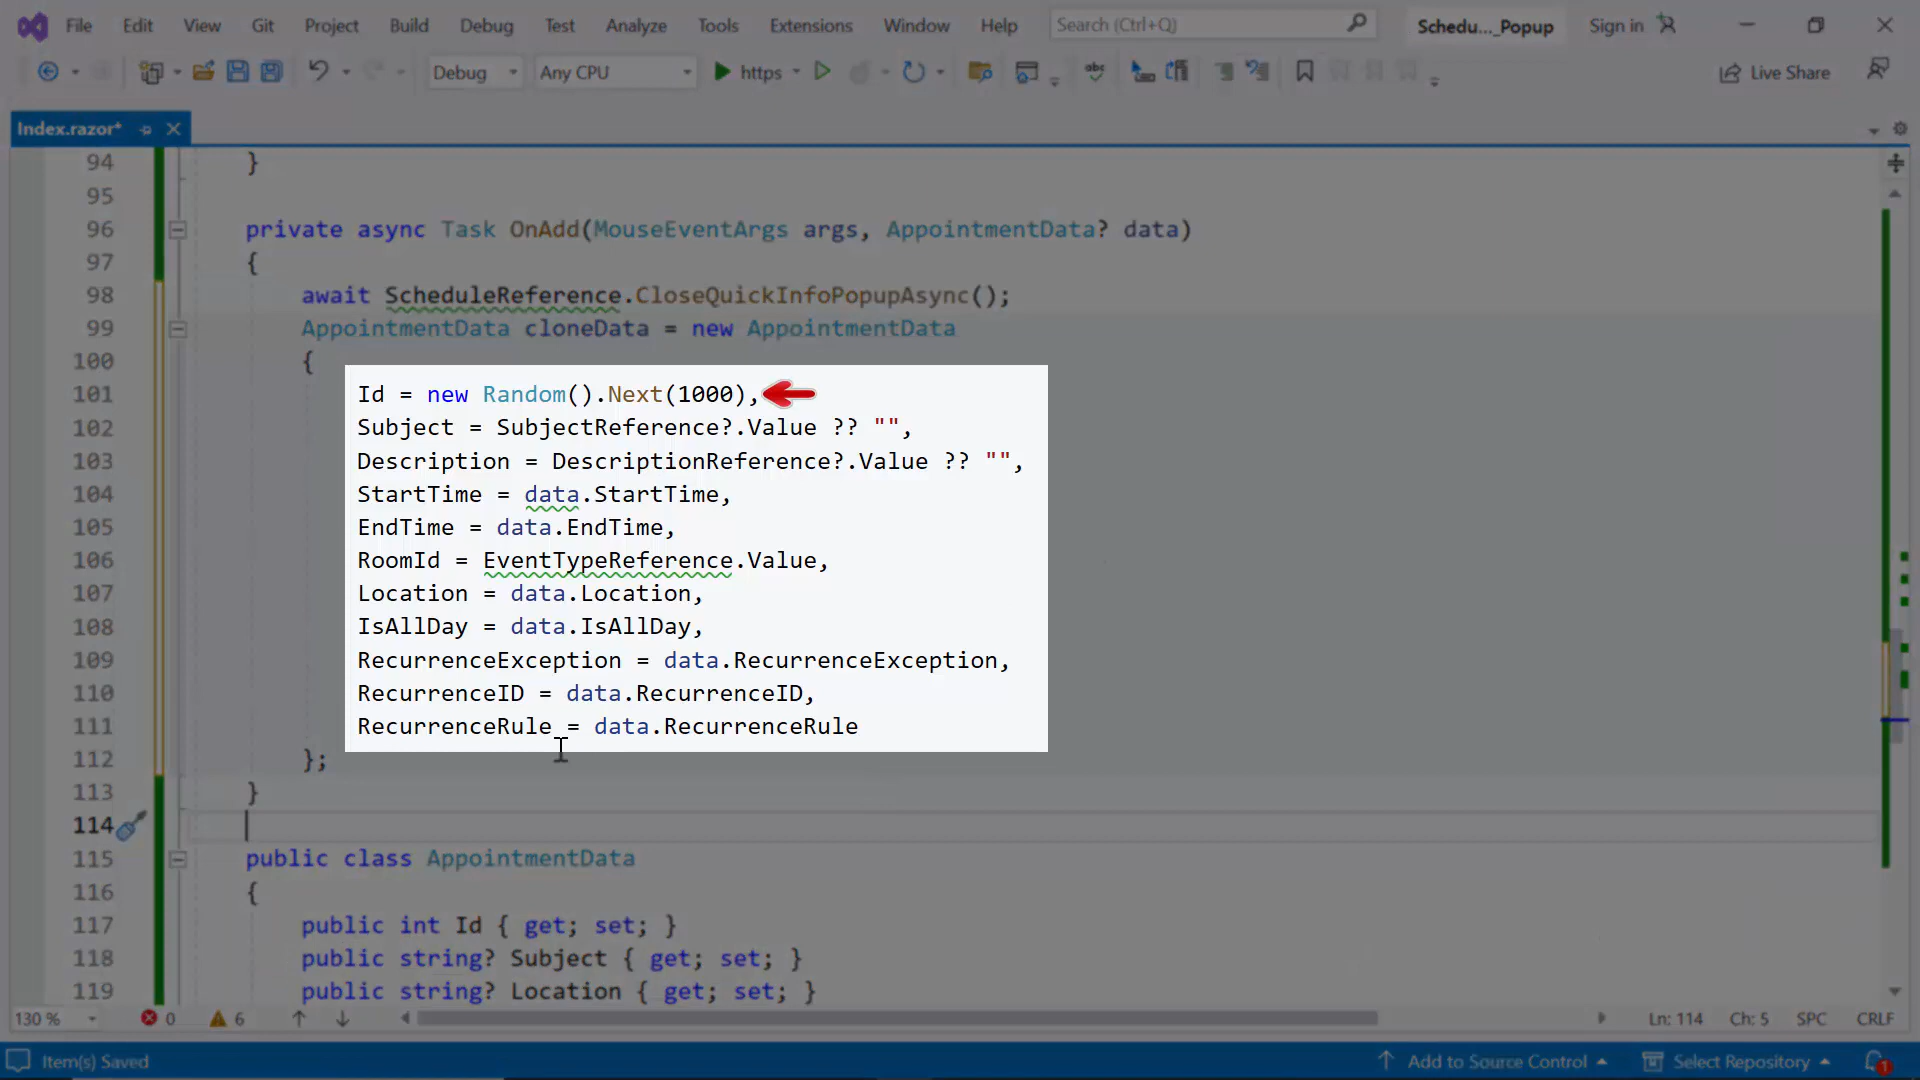 File Edit View Git Project Build Debug Test Analyze Tools Extensions Window Help Search (Ctrl+Q) Schedu..._Popup Sign in
Debug Any CPU https abc Live Share
Index.razor*
94 }
95
96 private async Task OnAdd(MouseEventArgs args, AppointmentData? data)
97 {
98 await ScheduleReference.CloseQuickInfoPopupAsync();
99 AppointmentData cloneData = new AppointmentData
100 {
101 Id = new Random().Next(1000),
102 Subject = SubjectReference?.Value ?? "",
103 Description = DescriptionReference?.Value ?? "",
104 StartTime = data.StartTime,
105 EndTime = data.EndTime,
106 RoomId = EventTypeReference.Value,
107 Location = data.Location,
108 IsAllDay = data.IsAllDay,
109 RecurrenceException = data.RecurrenceException,
110 RecurrenceID = data.RecurrenceID,
111 RecurrenceRule = data.RecurrenceRule
112 };
113 }
114
115 public class AppointmentData
116 {
117 public int Id { get; set; }
118 public string? Subject { get; set; }
119 public string? Location { get; set; }
130 % 0 6 Ln: 114 Ch: 5 SPC CRLF
Item(s) Saved Add to Source Control Select Repository 1